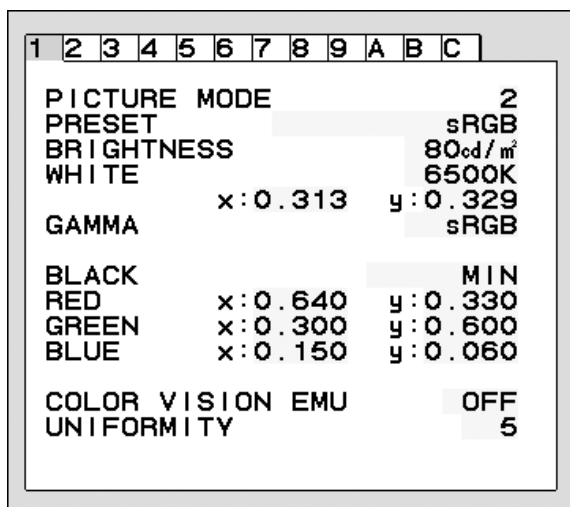 1 2 3 4 5 6 7 8 9 A B C
PICTURE MODE 2
PRESET sRGB
BRIGHTNESS 80cd/㎡
WHITE 6500K
x:0.313 y:0.329
GAMMA sRGB
BLACK MIN
RED x:0.640 y:0.330
GREEN x:0.300 y:0.600
BLUE x:0.150 y:0.060
COLOR VISION EMU OFF
UNIFORMITY 5